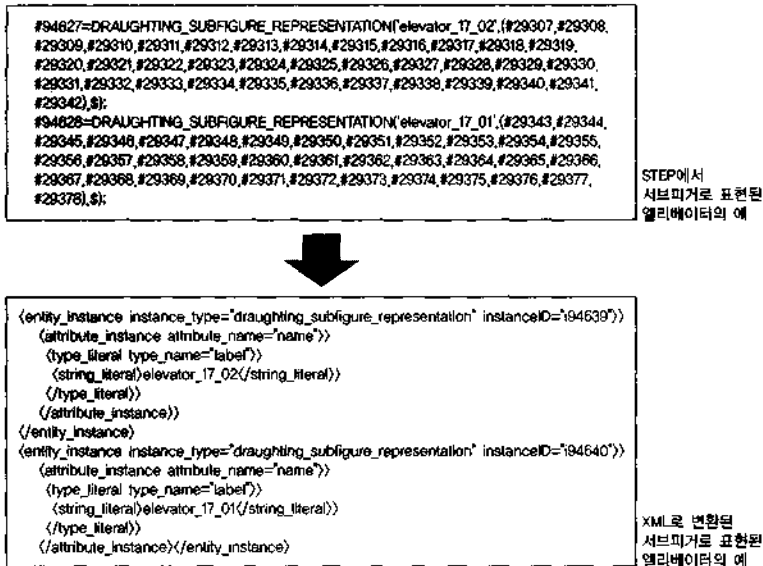 #94627=DRAUGHTING_SUBFIGURE_REPRESENTATION('elevator_17_02',(#29307,#29308,
#29309,#29310,#29311,#29312,#29313,#29314,#29315,#29316,#29317,#29318,#29319,
#29320,#29321,#29322,#29323,#29324,#29325,#29326,#29327,#29328,#29329,#29330,
#29331,#29332,#29333,#29334,#29335,#29336,#29337,#29338,#29339,#29340,#29341,
#29342),$);
#94628=DRAUGHTING_SUBFIGURE_REPRESENTATION('elevator_17_01',(#29343,#29344,
#29345,#29346,#29347,#29348,#29349,#29350,#29351,#29352,#29353,#29354,#29355,
#29356,#29357,#29358,#29359,#29360,#29361,#29362,#29363,#29364,#29365,#29366,
#29367,#29368,#29369,#29370,#29371,#29372,#29373,#29374,#29375,#29376,#29377,
#29378),$);
STEP에서
서브피거로 표현된
엘리베이터의 예
〈entity_instance instance_type="draughting_subfigure_representation" instanceID="i94639"〉〉
〈attribute_instance attribute_name="name"〉〉
〈type_literal type_name="label"〉〉
〈string_literal〉elevator_17_02〈/string_literal〉〉
〈/type_literal〉〉
〈/attribute_instance〉〉
〈/entity_instance〉
〈entity_instance instance_type="draughting_subfigure_representation" instanceID="i94640"〉〉
〈attribute_instance attribute_name="name"〉〉
〈type_literal type_name="label"〉〉
〈string_literal〉elevator_17_01〈/string_literal〉〉
〈/type_literal〉〉
〈/attribute_instance〉〈/entity_instance〉
XML로 변환된
서브피거로 표현된
엘리베이터의 예